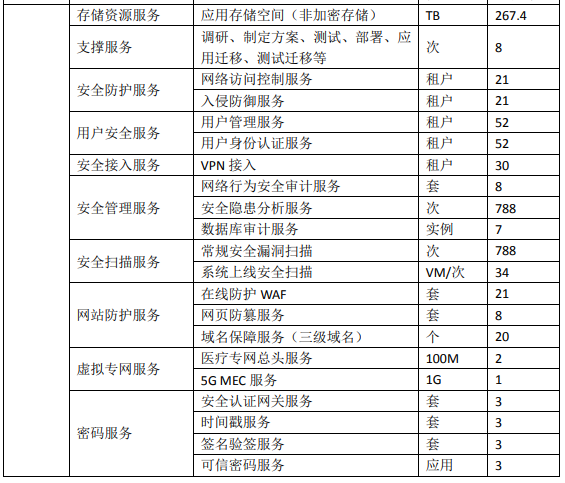 存储资源服务 应用存储空间（非加密存储） TB 267.4
支撑服务 调研、制定方案、测试、部署、应 次 8
用迁移、测试迁移等
安全防护服务 网络访问控制服务 租户 21
入侵防御服务 租户 21
用户安全服务 用户管理服务 租户 52
用户身份认证服务 租户 52
安全接入服务 VPN 接入 租户 30
安全管理服务 网络行为安全审计服务 套 8
安全隐患分析服务 次 788
数据库审计服务 实例 7
安全扫描服务 常规安全漏洞扫描 次 788
系统上线安全扫描 VM/次 34
网站防护服务 在线防护 WAF 套 21
网页防篡服务 套 8
域名保障服务（三级域名） 个 20
虚拟专网服务 医疗专网总头服务 100M 2
5G MEC 服务 1G 1
密码服务 安全认证网关服务 套 3
时间戳服务 套 3
签名验签服务 套 3
可信密码服务 应用 3